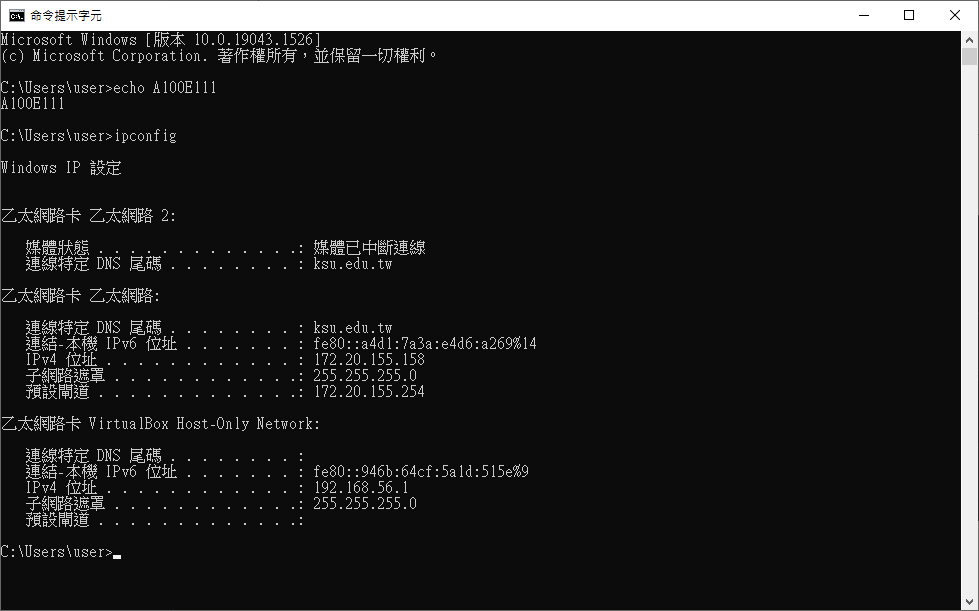 命令提示字元
Microsoft Windows [版本 10.0.19043.1526]
(c) Microsoft Corporation. 著作權所有，並保留一切權利。
C:\Users\user>echo A100E111
A100E111
C:\Users\user>ipconfig
Windows IP 設定
乙太網路卡 乙太網路 2:
媒體狀態 . . . . . . . . . . . . .: 媒體已中斷連線
連線特定 DNS 尾碼 . . . . . . . . : ksu.edu.tw
乙太網路卡 乙太網路:
連線特定 DNS 尾碼 . . . . . . . . : ksu.edu.tw
連結-本機 IPv6 位址 . . . . . . . : fe80::a4d1:7a3a:e4d6:a269%14
IPv4 位址 . . . . . . . . . . . . : 172.20.155.158
子網路遮罩 . . . . . . . . . . . .: 255.255.255.0
預設閘道 . . . . . . . . . . . . .: 172.20.155.254
乙太網路卡 VirtualBox Host-Only Network:
連線特定 DNS 尾碼 . . . . . . . . :
連結-本機 IPv6 位址 . . . . . . . : fe80::946b:64cf:5a1d:515e%9
IPv4 位址 . . . . . . . . . . . . : 192.168.56.1
子網路遮罩 . . . . . . . . . . . .: 255.255.255.0
預設閘道 . . . . . . . . . . . . .:
C:\Users\user>